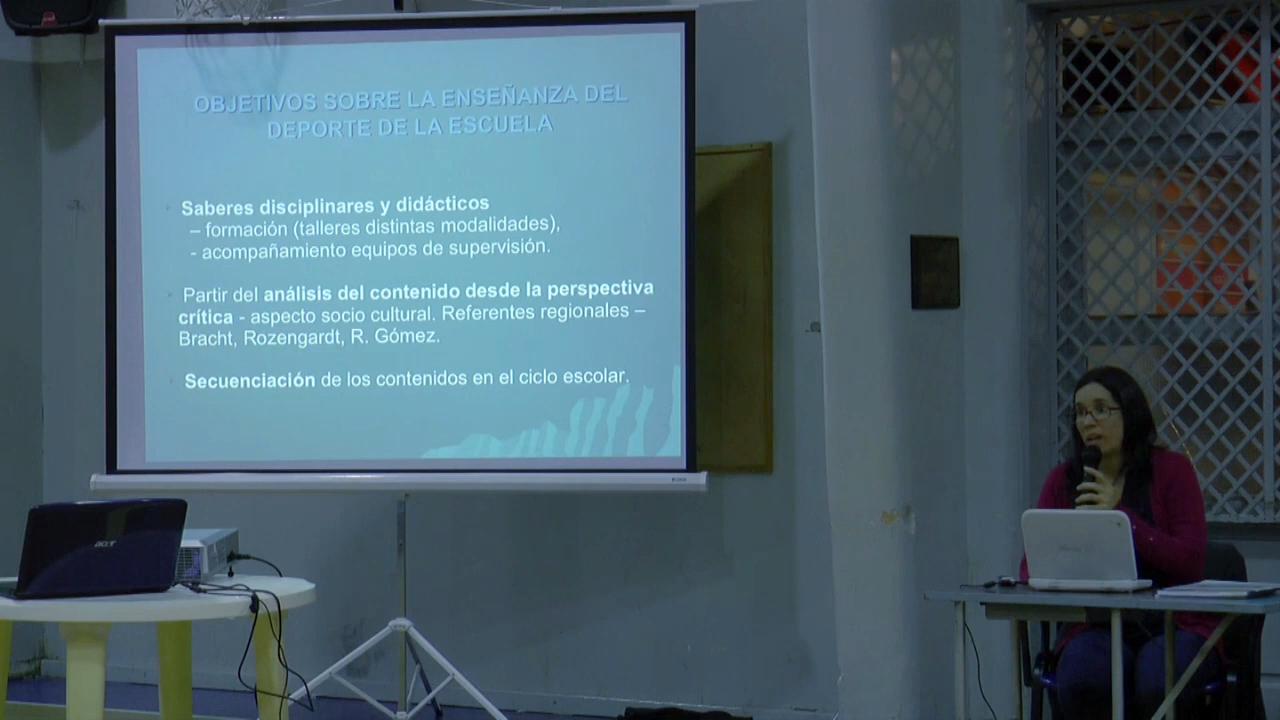 OBJETIVOS SOBRE LA ENSEÑANZA DEL
DEPORTE DE LA ESCUELA
Saberes disciplinares y didácticos
– formación (talleres distintas modalidades),
- acompañamiento equipos de supervisión.
Partir del análisis del contenido desde la perspectiva
crítica - aspecto socio cultural. Referentes regionales –
Bracht, Rozengardt, R. Gómez.
Secuenciación de los contenidos en el ciclo escolar.
acer